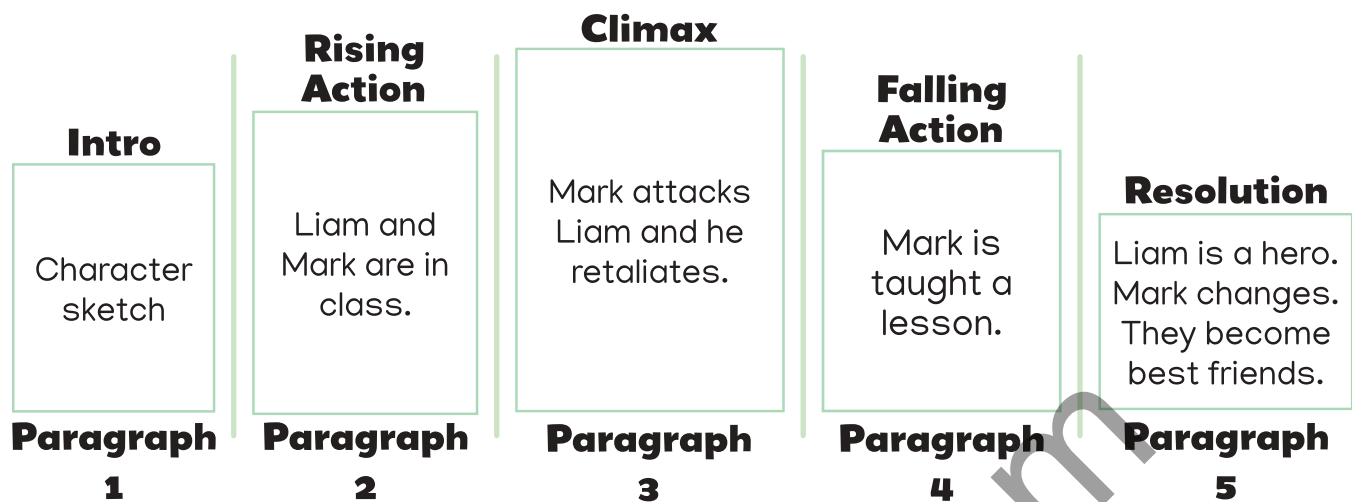 Intro
Character
sketch
Paragraph
1
Rising
Action
Liam and
Mark are in
class.
Paragraph
2
Climax
Mark attacks
Liam and he
retaliates.
Paragraph
3
Falling
Action
Mark is
taught a
lesson.
Paragraph
4
Resolution
Liam is a hero.
Mark changes.
They become
best friends.
Paragraph
5
m